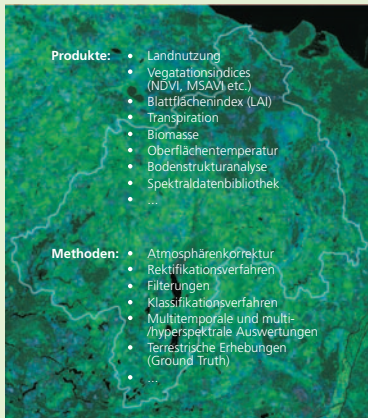 Produkte: • Landnutzung
• Vegatationsindices
(NDVI, MSAVI etc.)
• Blattflächenindex (LAI)
• Transpiration
• Biomasse
• Oberflächentemperatur
• Bodenstrukturanalyse
• Spektraldatenbibliothek
• ...
Methoden: • Atmosphärenkorrektur
• Rektifikationsverfahren
• Filterungen
• Klassifikationsverfahren
• Multitemporale und multi-
/hyperspektrale Auswertungen
• Terrestrische Erhebungen
(Ground Truth)
• ...